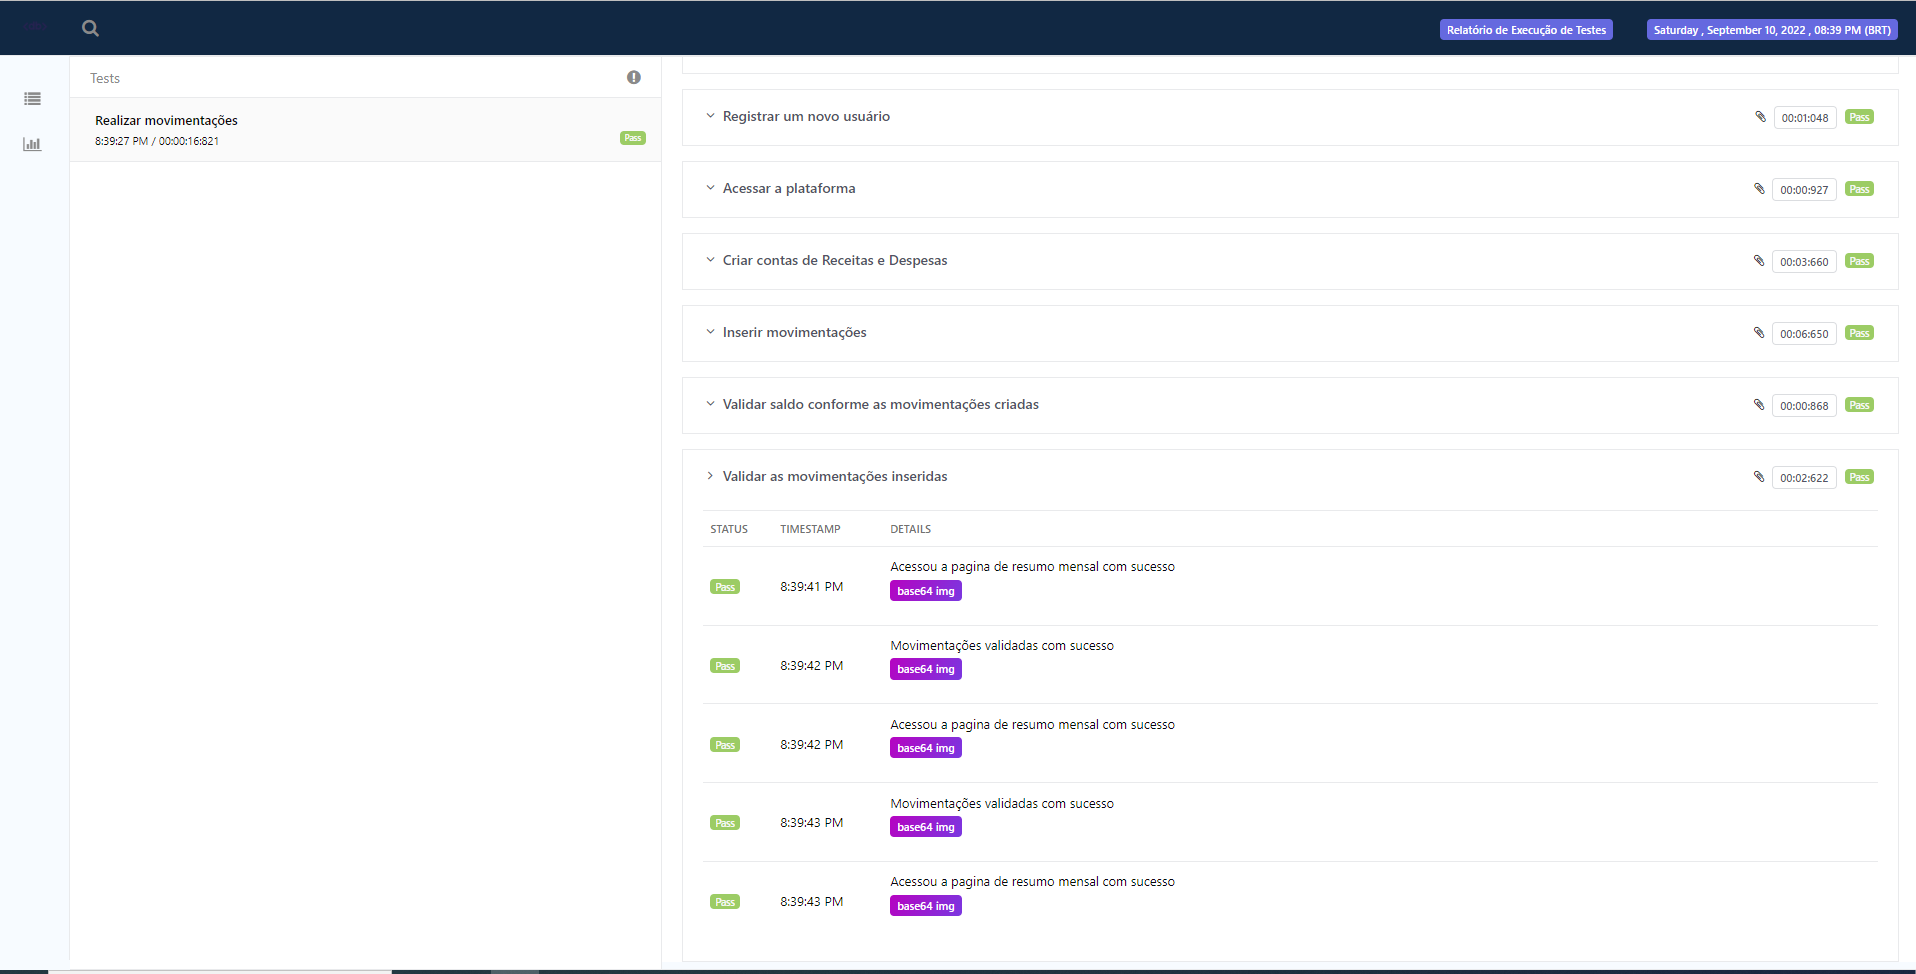 Relatório de Execução de Testes
Saturday , September 10, 2022 , 08:39 PM (BRT)
Tests
Realizar movimentações
8:39:27 PM / 00:00:16:821
Pass
Registrar um novo usuário
00:01:048
Pass
Acessar a plataforma
00:00:927
Pass
Criar contas de Receitas e Despesas
00:03:660
Pass
Inserir movimentações
00:06:650
Pass
Validar saldo conforme as movimentações criadas
00:00:868
Pass
Validar as movimentações inseridas
00:02:622
Pass
STATUS TIMESTAMP DETAILS
Acessou a pagina de resumo mensal com sucesso
Pass 8:39:41 PM
base64 img
Movimentações validadas com sucesso
Pass 8:39:42 PM
base64 img
Acessou a pagina de resumo mensal com sucesso
Pass 8:39:42 PM
base64 img
Movimentações validadas com sucesso
Pass 8:39:43 PM
base64 img
Acessou a pagina de resumo mensal com sucesso
Pass 8:39:43 PM
base64 img